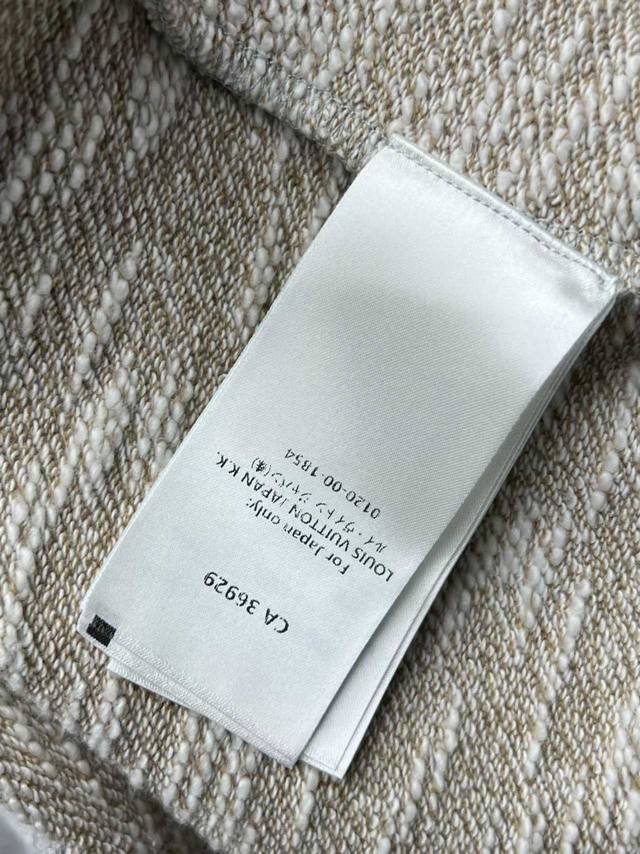 CA 36929
For Japan only:
LOUIS VUITTON JAPAN K.K.
ルイ・ヴィトン ジャパン(株)
0120-00-1854